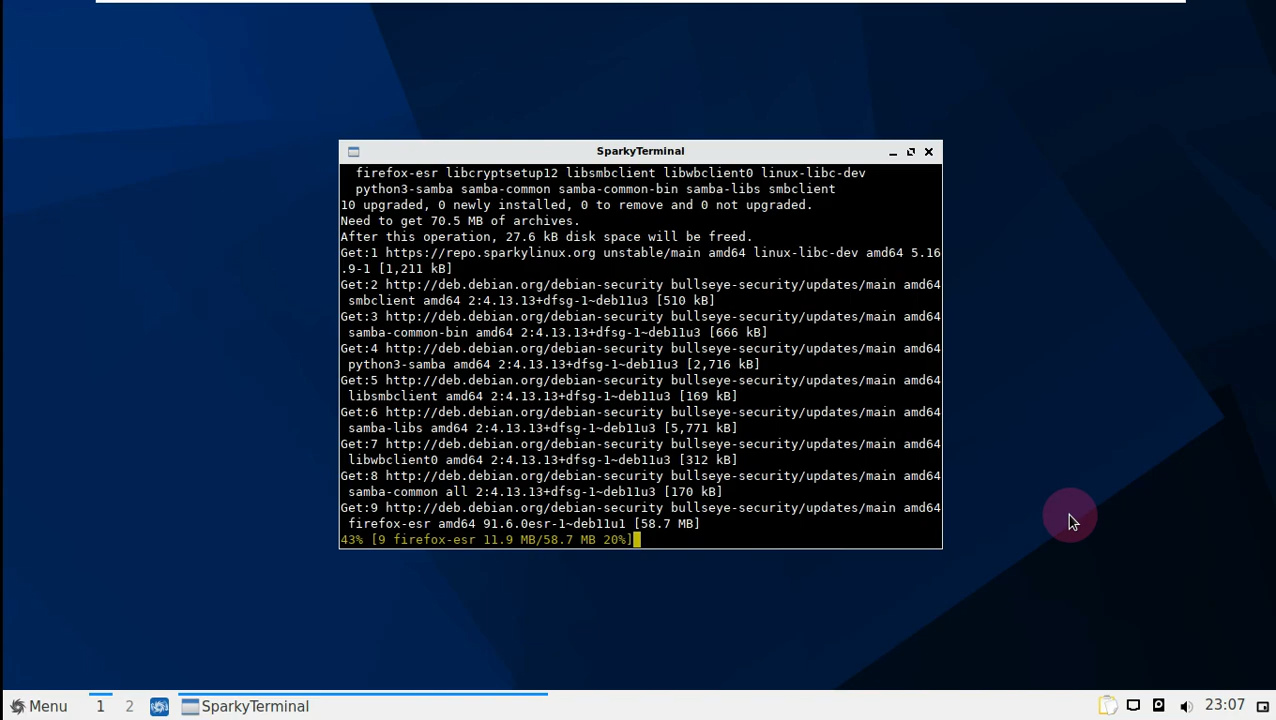 SparkyTerminal
firefox-esr libcryptsetup12 libsmbclient libwbclient0 linux-libc-dev
python3-samba samba-common samba-common-bin samba-libs smbclient
10 upgraded, 0 newly installed, 0 to remove and 0 not upgraded.
Need to get 70.5 MB of archives.
After this operation, 27.6 kB disk space will be freed.
Get:1 https://repo.sparkylinux.org unstable/main amd64 linux-libc-dev amd64 5.16
.9-1 [1,211 kB]
Get:2 http://deb.debian.org/debian-security bullseye-security/updates/main amd64
smbclient amd64 2:4.13.13+dfsg-1~deb11u3 [510 kB]
Get:3 http://deb.debian.org/debian-security bullseye-security/updates/main amd64
samba-common-bin amd64 2:4.13.13+dfsg-1~deb11u3 [666 kB]
Get:4 http://deb.debian.org/debian-security bullseye-security/updates/main amd64
python3-samba amd64 2:4.13.13+dfsg-1~deb11u3 [2,716 kB]
Get:5 http://deb.debian.org/debian-security bullseye-security/updates/main amd64
libsmbclient amd64 2:4.13.13+dfsg-1~deb11u3 [169 kB]
Get:6 http://deb.debian.org/debian-security bullseye-security/updates/main amd64
samba-libs amd64 2:4.13.13+dfsg-1~deb11u3 [5,771 kB]
Get:7 http://deb.debian.org/debian-security bullseye-security/updates/main amd64
libwbclient0 amd64 2:4.13.13+dfsg-1~deb11u3 [312 kB]
Get:8 http://deb.debian.org/debian-security bullseye-security/updates/main amd64
samba-common all 2:4.13.13+dfsg-1~deb11u3 [170 kB]
Get:9 http://deb.debian.org/debian-security bullseye-security/updates/main amd64
firefox-esr amd64 91.6.0esr-1~deb11u1 [58.7 MB]
43% [9 firefox-esr 11.9 MB/58.7 MB 20%]
Menu 1 2 SparkyTerminal 23:07